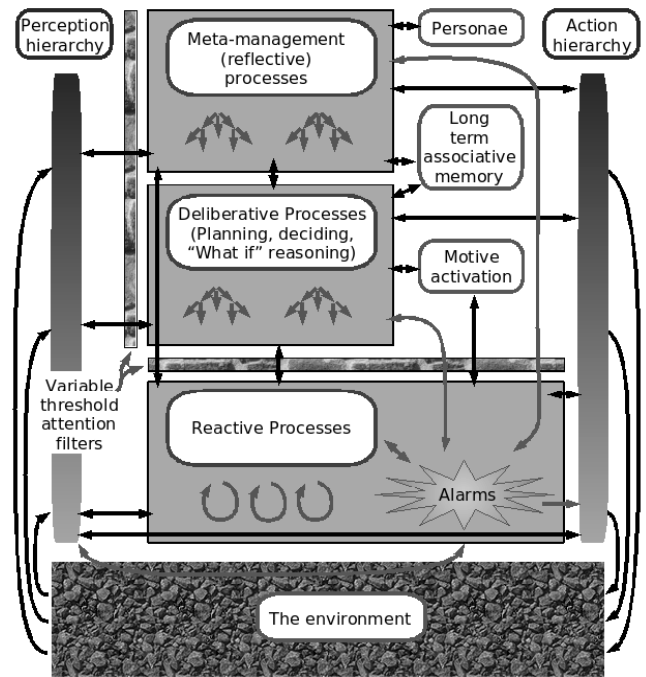 Perception
hierarchy
Meta-management
(reflective)
processes
Personae
Action
hierarchy
Long
term
associative
memory
Deliberative Processes
(Planning, deciding,
“What if” reasoning)
Motive
activation
Variable
threshold
attention
filters
Reactive Processes
Alarms
The environment